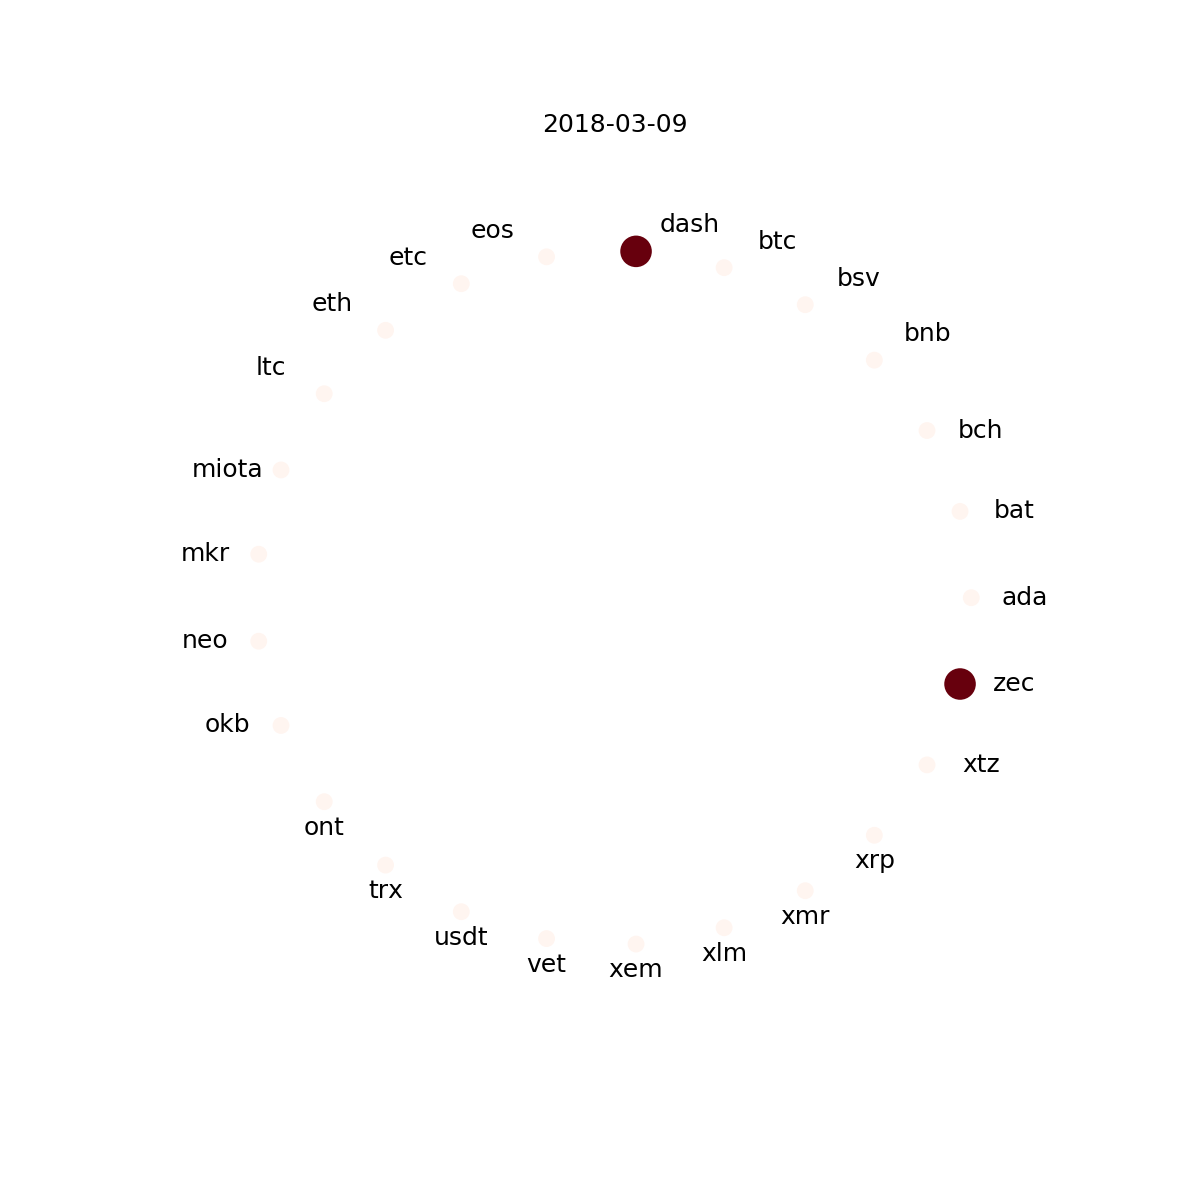 2018-03-09
dash
eos
btc
etc
bsv
eth
bnb
ltc
bch
miota
bat
mkr
ada
neo
zec
okb
xtz
ont
xrp
trx
xmr
usdt
xlm
vet
xem